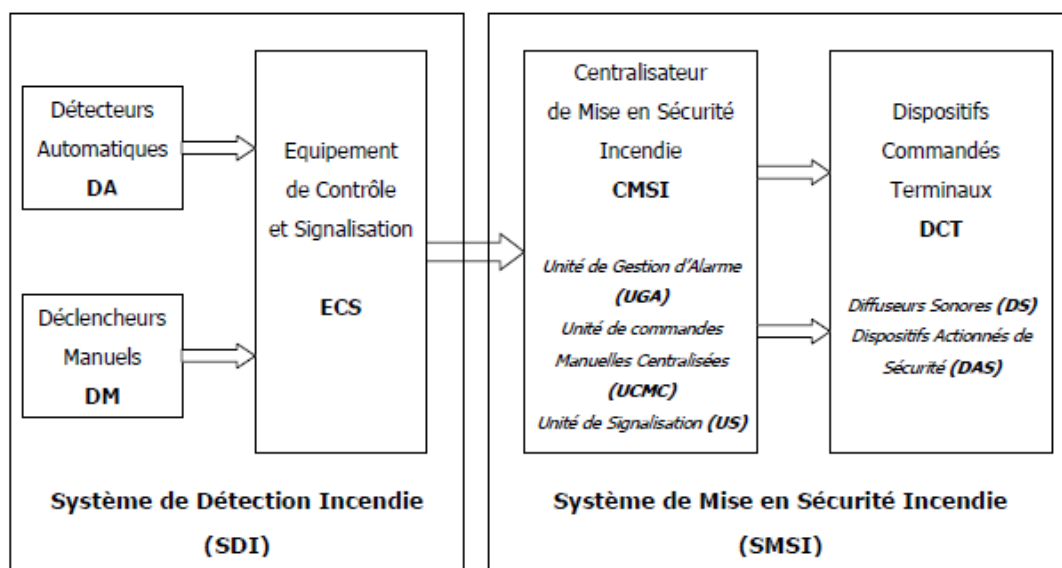 Détecteurs
Automatiques
DA
Déclencheurs
Manuels
DM
Equipement
de Contrôle
et Signalisation
ECS
Système de Détection Incendie
(SDI)
Centralisateur
de Mise en Sécurité
Incendie
CMSI
Unité de Gestion d'Alarme
(UGA)
Unité de commandes
Manuelles Centralisées
(UCMC)
Unité de Signalisation (US)
Dispositifs
Commandés
Terminaux
DCT
Diffuseurs Sonores (DS)
Dispositifs Actionnés de
Sécurité (DAS)
Système de Mise en Sécurité Incendie
(SMSI)